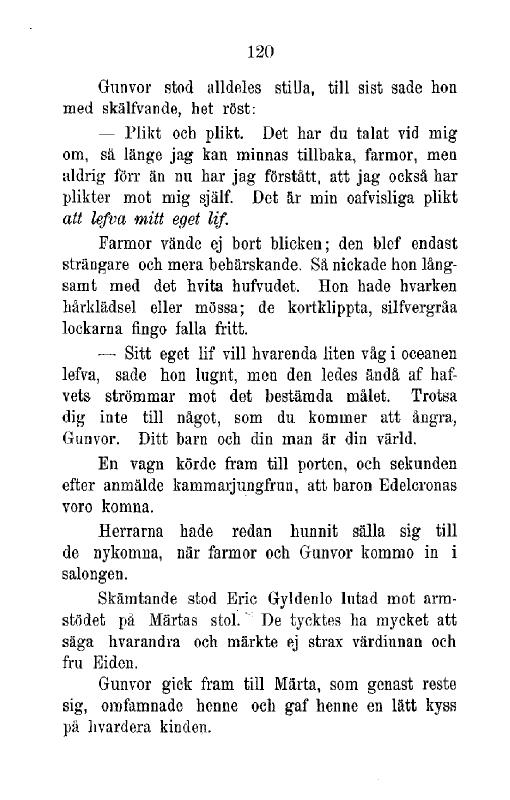 120
Gunvor stod alldeles stilla, till sist sade hon
med skälfvande, het röst:
— Plikt och plikt. Det har du talat vid mig
om, så länge jag kan minnas tillbaka, farmor, men
aldrig förr än nu har jag förstått, att jag också har
plikter mot mig själf. Det är min oafvisliga plikt
att lefva mitt eget lif.
Farmor vände ej bort blicken; den blef endast
strängare och mera behärskande. Så nickade hon lång-
samt med det hvita hufvudet. Hon hade hvarken
hårklädsel eller mössa; de kortklippta, silfvergråa
lockarna fingo falla fritt.
— Sitt eget lif vill hvarenda liten våg i oceanen
lefva, sade hon lugnt, men den ledes ändå af haf-
vets strömmar mot det bestämda målet. Trotsa
dig inte till något, som du kommer att ångra,
Gunvor. Ditt barn och din man är din värld.
En vagn körde fram till porten, och sekunden
efter anmälde kammarjungfrun, att baron Edelcronas
voro komna.
Herrarna hade redan hunnit sälla sig till
de nykomna, när farmor och Gunvor kommo in i
salongen.
Skämtande stod Eric Gyldenlo lutad mot arm-
stödet på Märtas stol. De tycktes ha mycket att
säga hvarandra och märkte ej strax värdinnan och
fru Eiden.
Gunvor gick fram till Märta, som genast reste
sig, omfamnade henne och gaf henne en lätt kyss
på hvardera kinden.